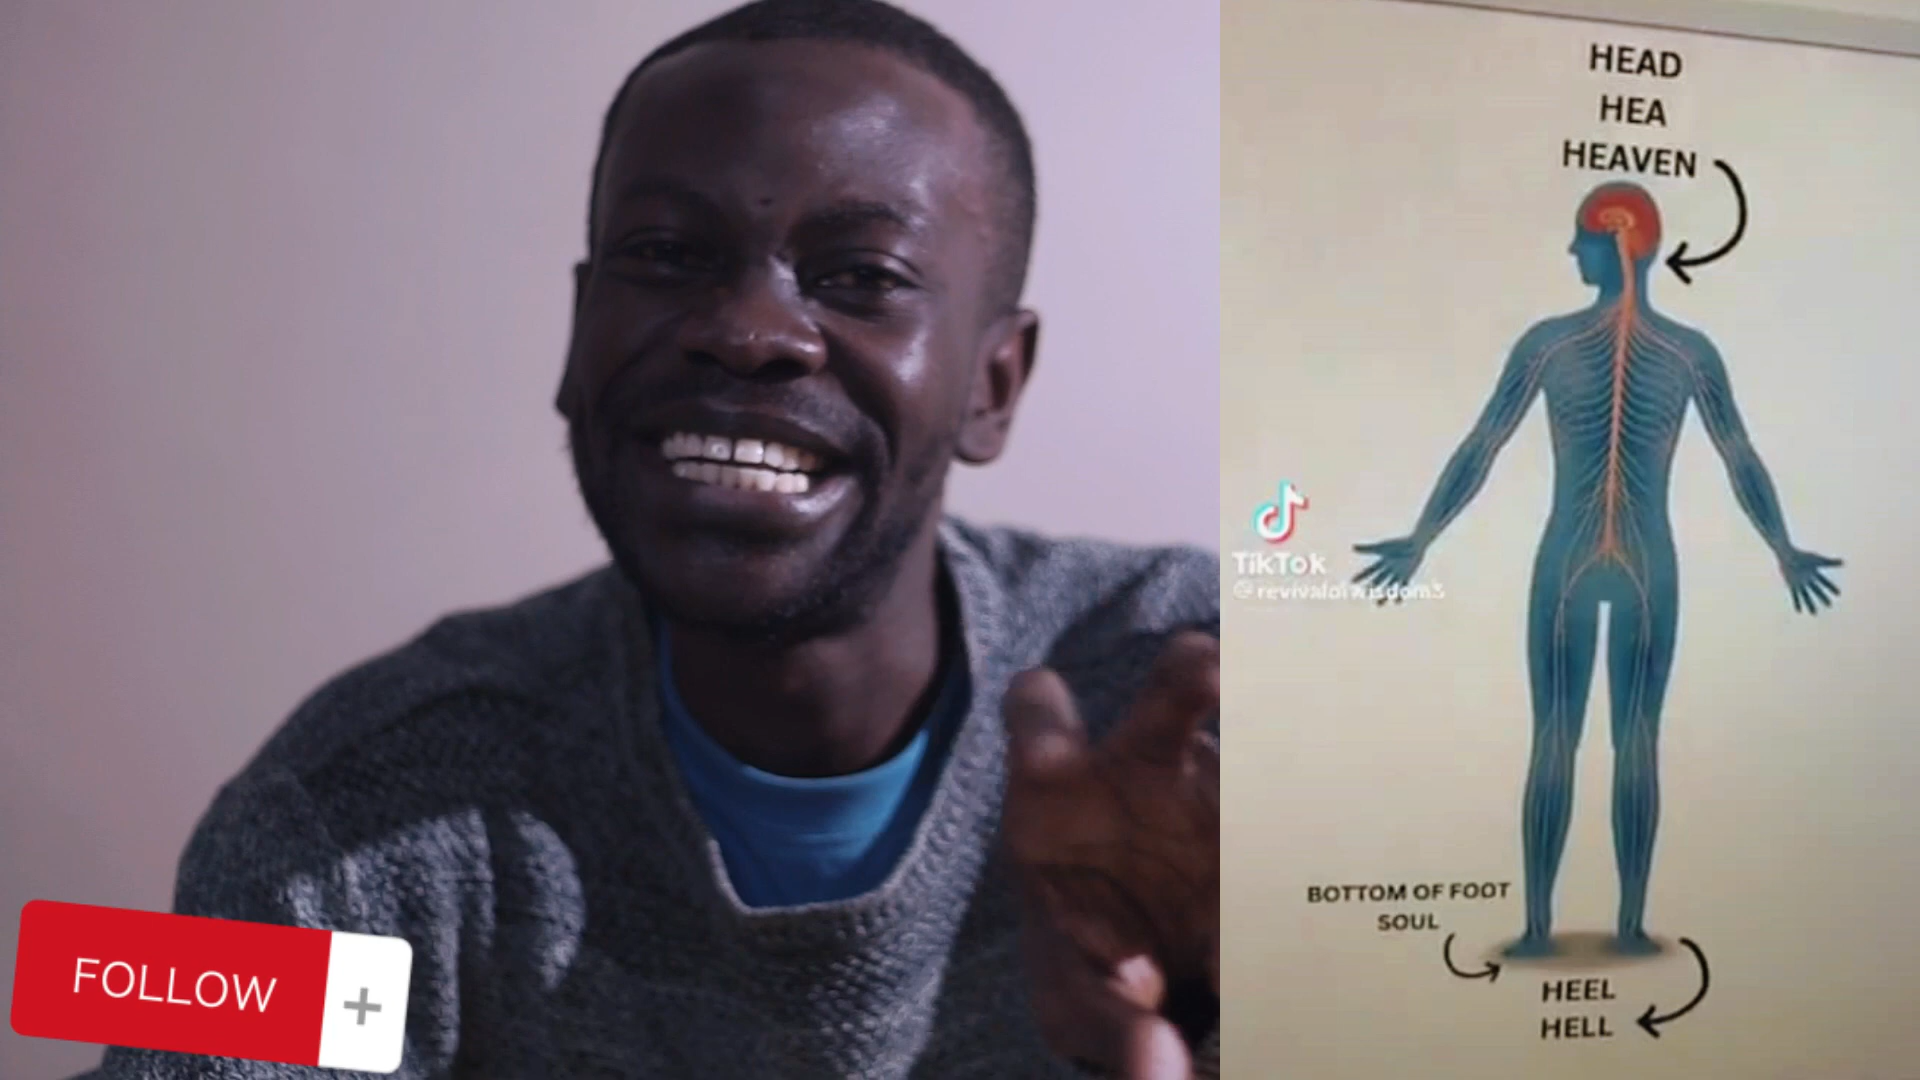 HEAD
HEA
HEAVEN
TikTok
BOTTOM OF FOOT
SOUL
HEEL
HELL
FOLLOW +